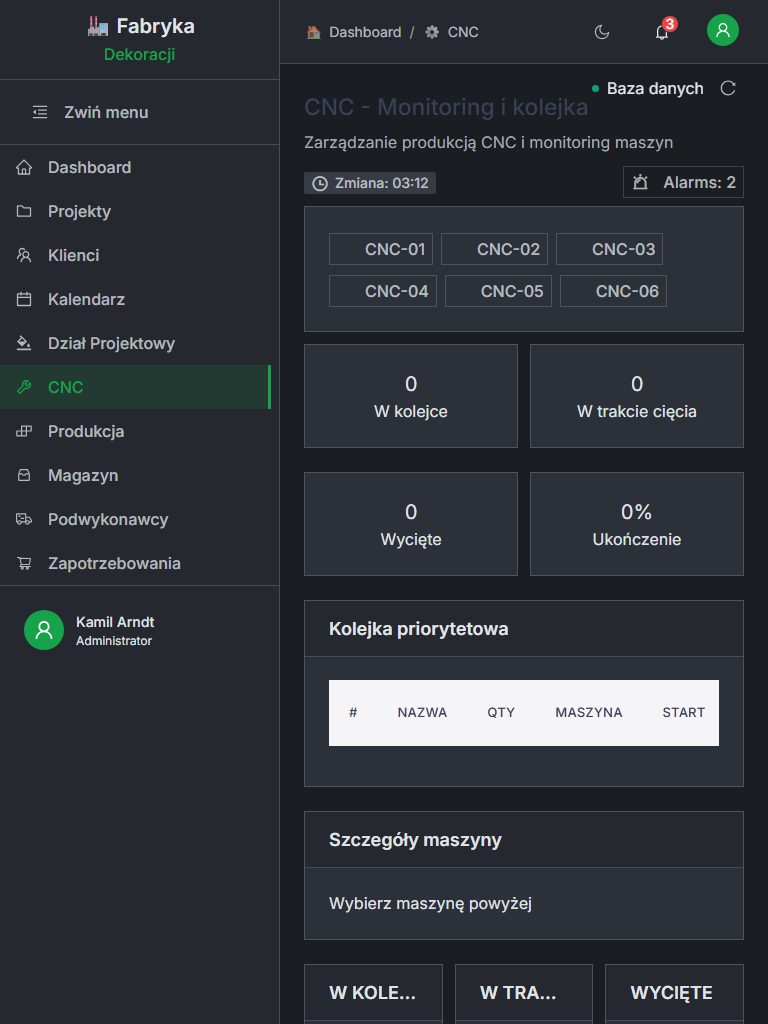 Fabryka
Dekoracji
Zwiń menu
Dashboard
Projekty
Klienci
Kalendarz
Dział Projektowy
CNC
Produkcja
Magazyn
Podwykonawcy
Zapotrzebowania
Kamil Arndt
Administrator
Dashboard / CNC
3
Baza danych
CNC - Monitoring i kolejka
Zarządzanie produkcją CNC i monitoring maszyn
Zmiana: 03:12
Alarms: 2
CNC-01 CNC-02 CNC-03
CNC-04 CNC-05 CNC-06
0
W kolejce
0
W trakcie cięcia
0
Wycięte
0%
Ukończenie
Kolejka priorytetowa
# NAZWA QTY MASZYNA START
Szczegóły maszyny
Wybierz maszynę powyżej
W KOLE... W TRA... WYCIĘTE